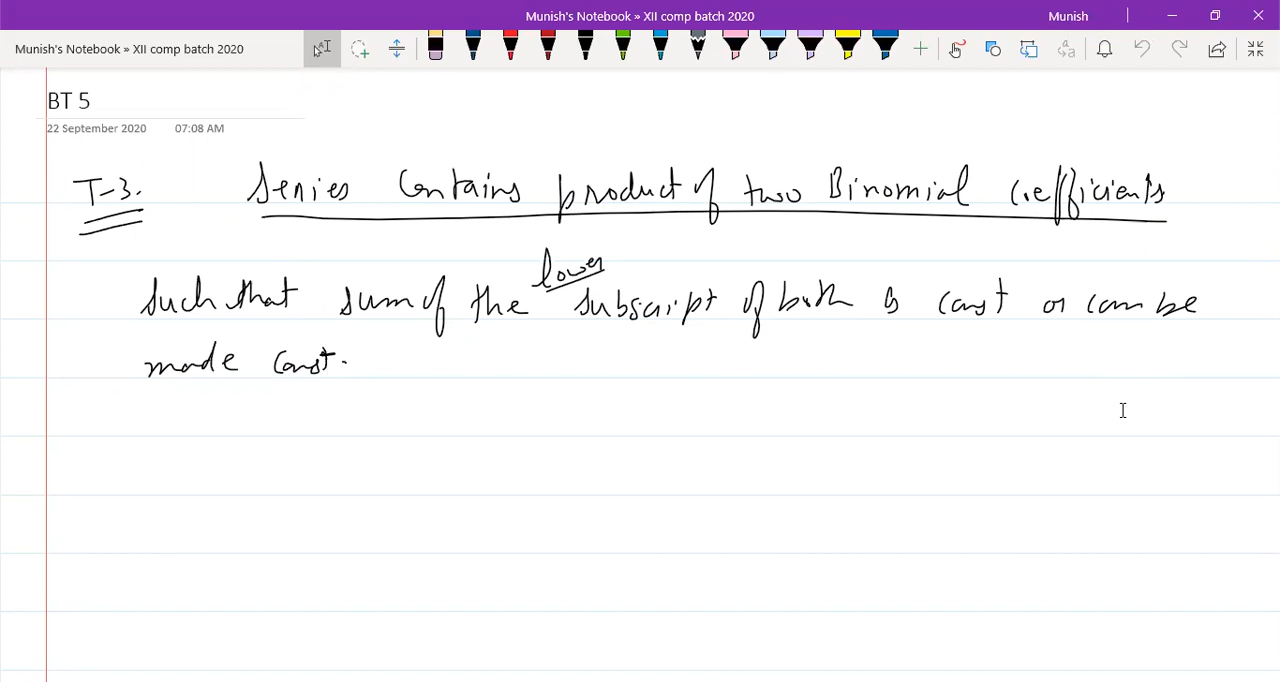 Munish's Notebook » XII comp batch 2020
Munish
Munish's Notebook » XII comp batch 2020
BT 5
22 September 2020 07:08 AM
T-3. Series Contains product of two Binomial Coefficients
lower
Such that sum of the subscript of both is const or can be
made const.